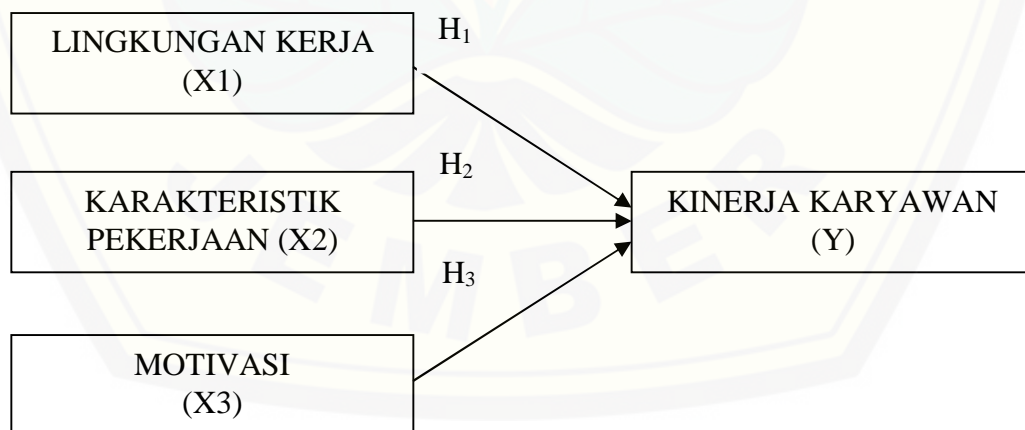 LINGKUNGAN KERJA
(X1)
H₁
KARAKTERISTIK
PEKERJAAN (X2)
H₂
KINERJA KARYAWAN
(Y)
H₃
MOTIVASI
(X3)